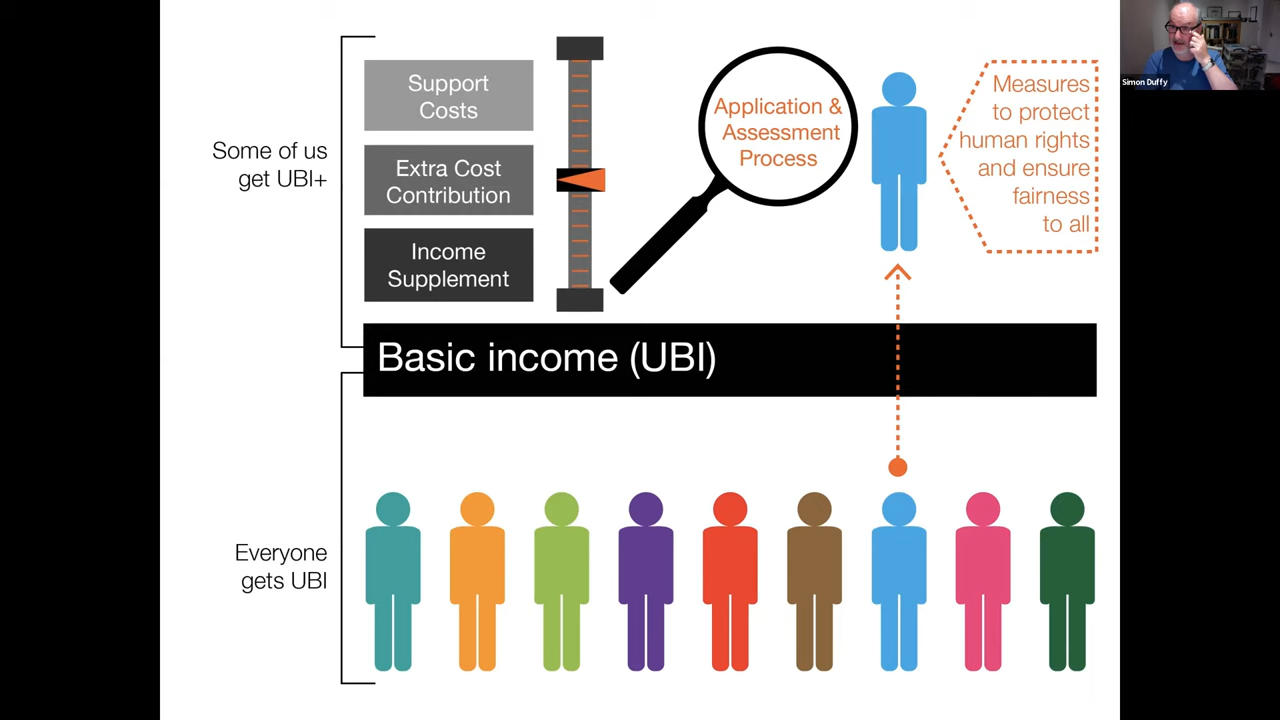 Some of us
get UBI+
Support
Costs
Extra Cost
Contribution
Income
Supplement
Application &
Assessment
Process
Measures
to protect
human rights
and ensure
fairness
to all
Simon Duffy
Basic income (UBI)
Everyone
gets UBI